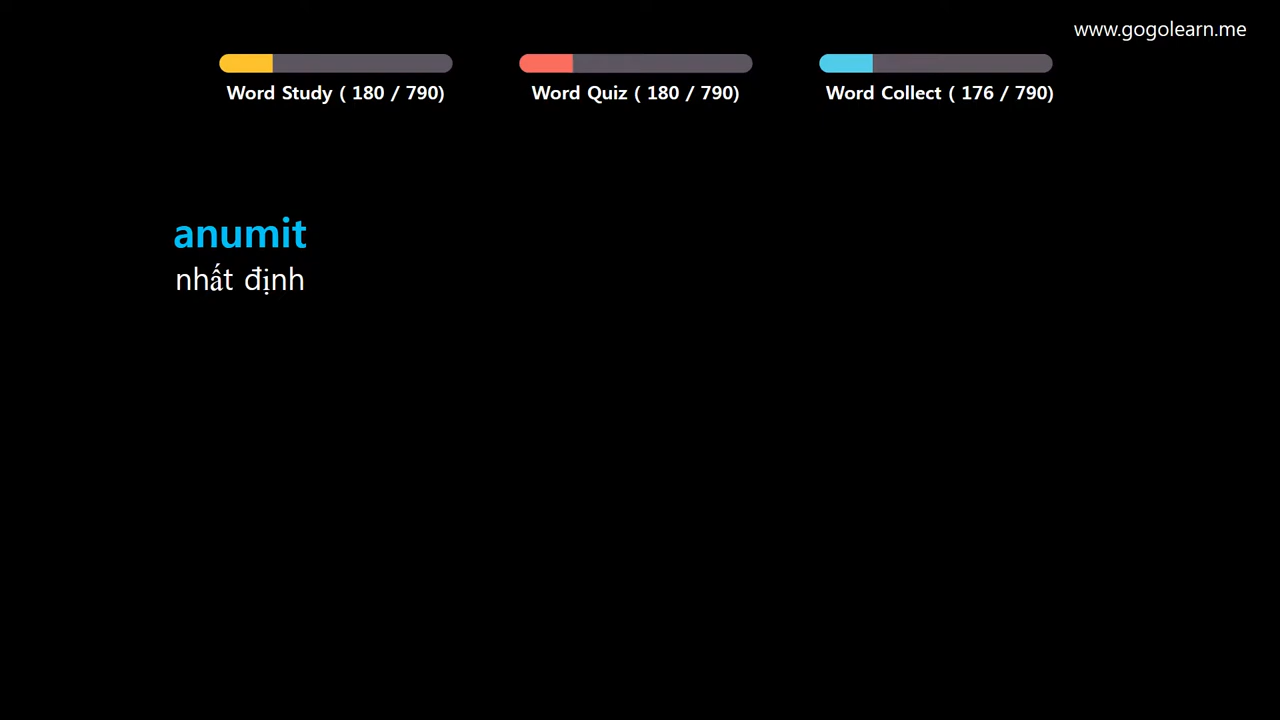 www.gogolearn.me
Word Study ( 180 / 790)
Word Quiz ( 180 / 790)
Word Collect ( 176 / 790)
anumit
nhất định